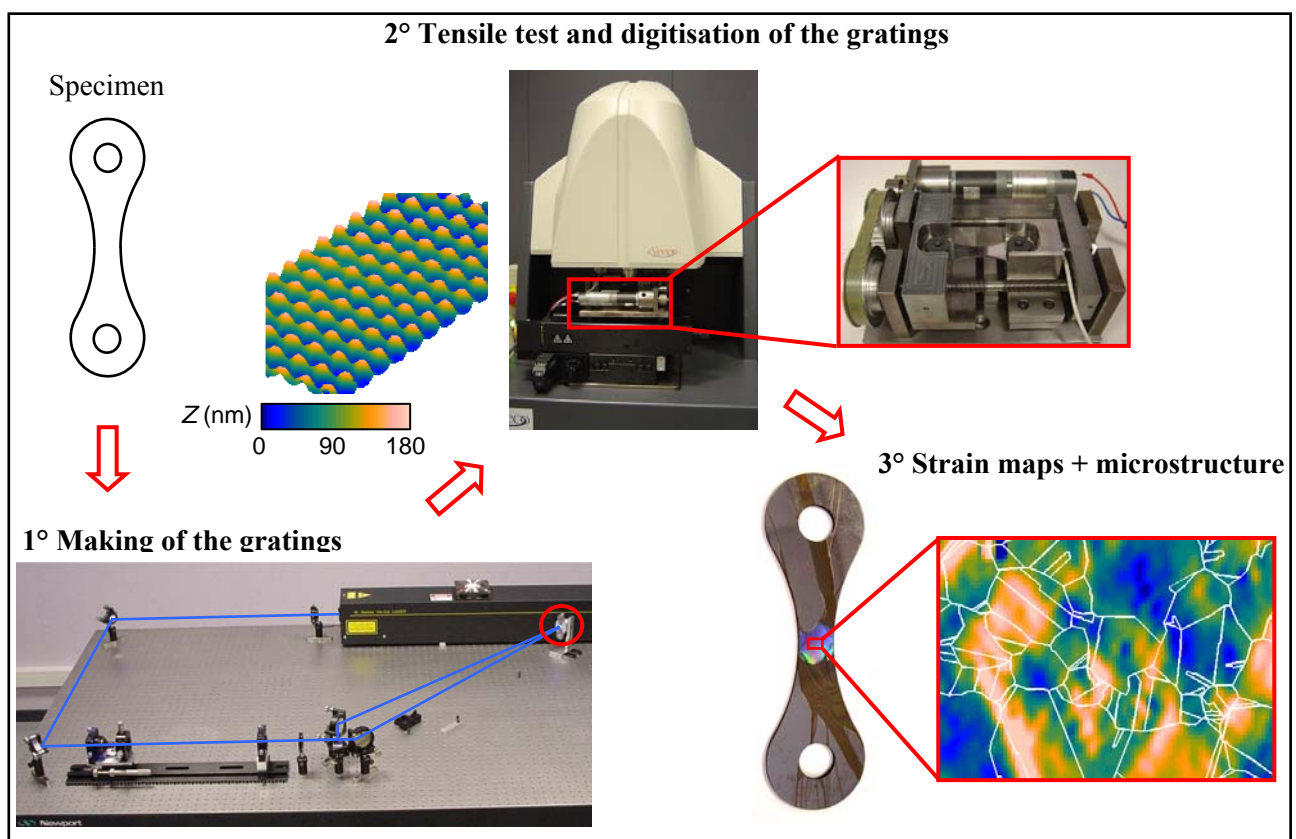 2° Tensile test and digitisation of the gratings
Specimen
Z (nm)
0 90 180
3° Strain maps + microstructure
1° Making of the gratings
Newport
Veeco